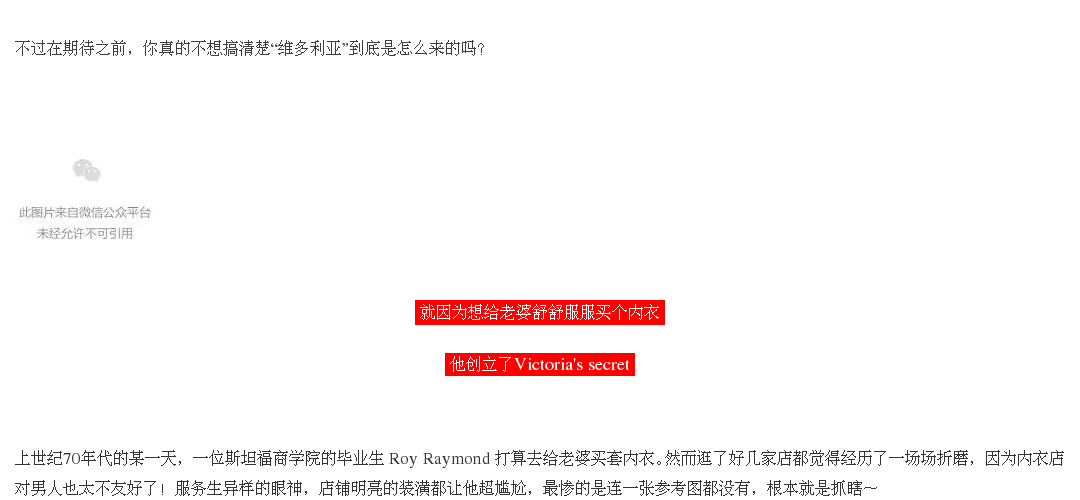 不过在期待之前，你真的不想搞清楚“维多利亚”到底是怎么来的吗？
此图片来自微信公众平台
未经允许不可引用
就因为想给老婆舒舒服服买个内衣
他创立了Victoria's secret
上世纪70年代的某一天，一位斯坦福商学院的毕业生 Roy Raymond 打算去给老婆买套内衣。然而逛了好几家店都觉得经历了一场场折磨，因为内衣店
对男人也太不友好了！服务生异样的眼神，店铺明亮的装潢都让他超尴尬，最惨的是连一张参考图都没有，根本就是抓瞎～